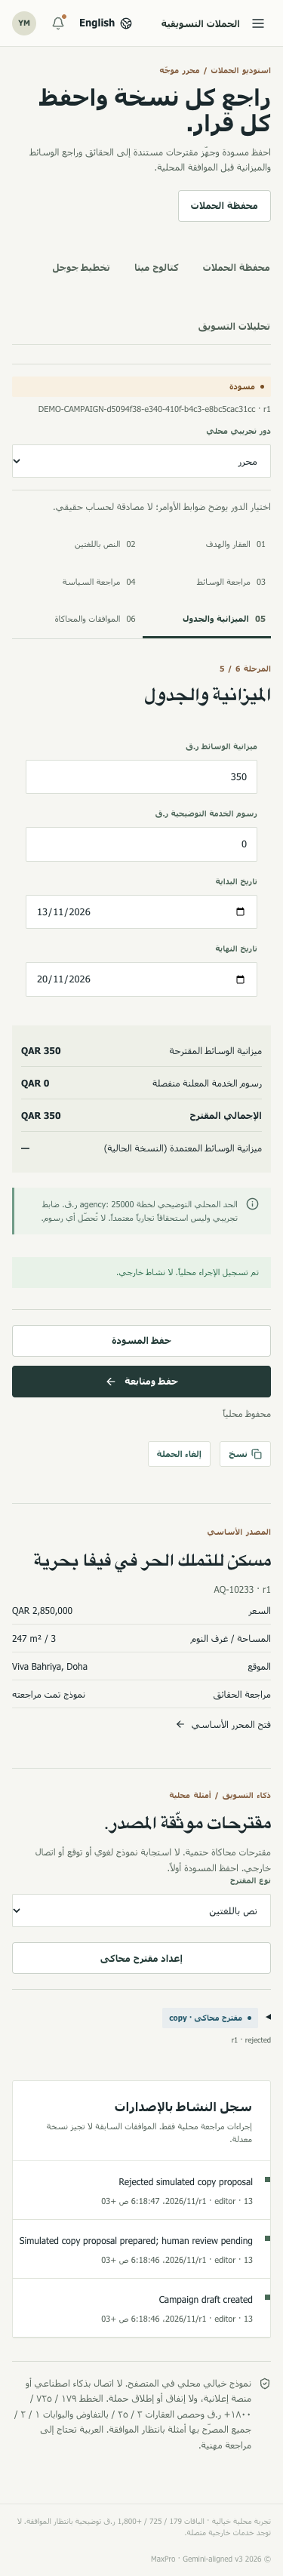 الحملات التسويقية
English
YM
استوديو الحملات / محرر موجّه
راجع كل نسخة واحفظ
كل قرار.
احفظ مسودة وجهّز مقترحات مستندة إلى الحقائق وراجع الوسائط
والميزانية قبل الموافقة المحلية.
محفظة الحملات
محفظة الحملات
كتالوج ميتا
تخطيط جوجل
تحليلات التسويق
مسودة
DEMO-CAMPAIGN-d5094f38-e340-410f-b4c3-e8bc5cac31cc · r1
دور تجريبي محلي
محرر
اختيار الدور يوضح ضوابط الأوامر؛ لا مصادقة لحساب حقيقي.
01 العقار والهدف
02 النص باللغتين
03 مراجعة الوسائط
04 مراجعة السياسة
05 الميزانية والجدول
06 الموافقات والمحاكاة
المرحلة 6 / 5
الميزانية والجدول
ميزانية الوسائط ر.ق
350
رسوم الخدمة التوضيحية ر.ق
0
تاريخ البداية
13/11/2026
تاريخ النهاية
20/11/2026
ميزانية الوسائط المقترحة
QAR 350
رسوم الخدمة المعلنة منفصلة
QAR 0
الإجمالي المقترح
QAR 350
ميزانية الوسائط المعتمدة (النسخة الحالية)
—
الحد المحلي التوضيحي لخطة agency: 25000 ر.ق. ضابط
تجريبي وليس استحقاقاً تجارياً معتمداً. لا تُحصّل أي رسوم.
تم تسجيل الإجراء محلياً. لا نشاط خارجي.
حفظ المسودة
حفظ ومتابعة
محفوظ محلياً
نسخ
إلغاء الحملة
المصدر الأساسي
مسكن للتملك الحر في فيفا بحرية
AQ-10233 · r1
السعر
QAR 2,850,000
المساحة / غرف النوم
247 m² / 3
الموقع
Viva Bahriya, Doha
مراجعة الحقائق
نموذج تمت مراجعته
فتح المحرر الأساسي
ذكاء التسويق / أمثلة محلية
مقترحات موثّقة المصدر.
مقترحات محاكاة حتمية. لا استجابة نموذج لغوي أو توقع أو اتصال
خارجي. احفظ المسودة أولاً.
نوع المقترح
نص باللغتين
إعداد مقترح محاكى
مقترح محاكى · copy
r1 · rejected
سجل النشاط بالإصدارات
إجراءات مراجعة محلية فقط. الموافقات السابقة لا تجيز نسخة
معدلة.
Rejected simulated copy proposal
13 · editor · r1/11/2026، 6:18:47 ص +03
Simulated copy proposal prepared; human review pending
13 · editor · r1/11/2026، 6:18:46 ص +03
Campaign draft created
13 · editor · r1/11/2026، 6:18:46 ص +03
نموذج خيالي محلي في المتصفح. لا اتصال بذكاء اصطناعي أو
منصة إعلانية، ولا إنفاق أو إطلاق حملة. الخطط ١٧٩ / ٧٢٥ /
١٨٠٠+ ر.ق وحصص العقارات ٣ / ٢٥ / بالتفاوض والبوابات ١ / ٢ /
جميع المصرّح بها أمثلة بانتظار الموافقة. العربية تحتاج إلى
مراجعة مهنية.
تجربة محلية خيالية · الباقات 179 / 725 / +1,800 ر.ق توضيحية بانتظار الموافقة. لا
توجد خدمات خارجية متصلة.
© 2026 MaxPro · Gemini-aligned v3